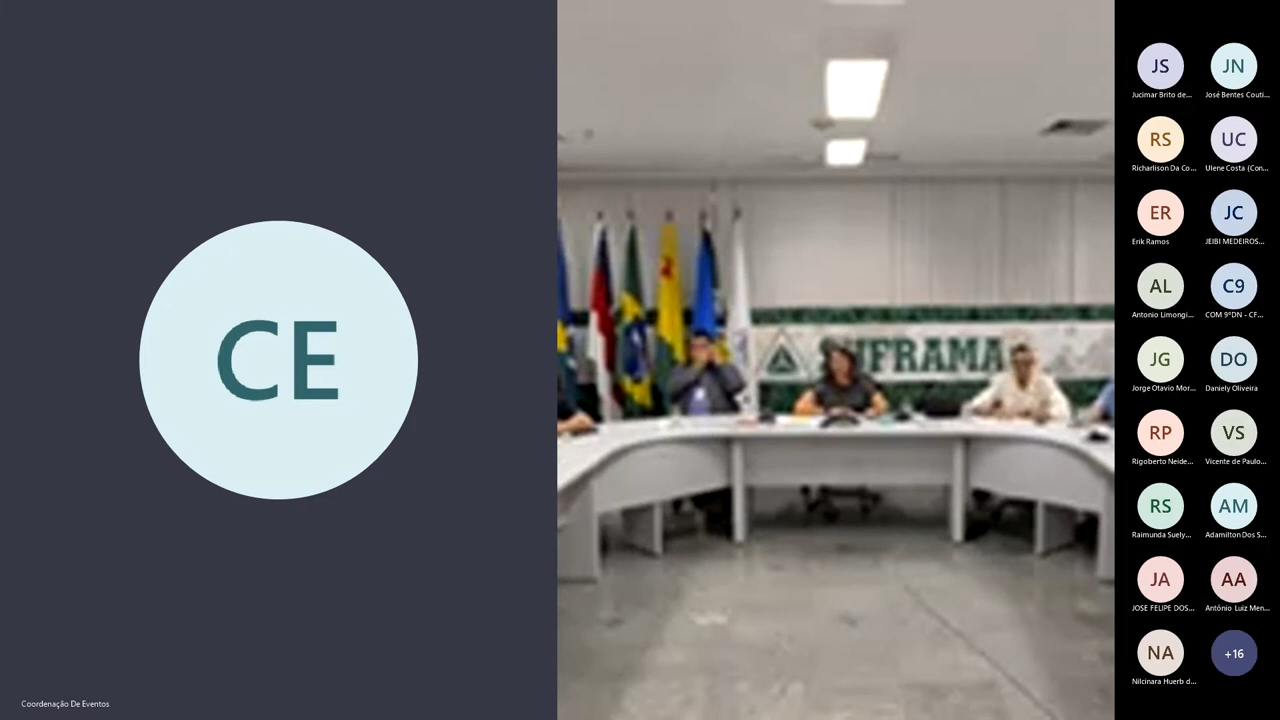 CE
Coordenação De Eventos
SUFRAMA
JS
Jucimar Brito de...
JN
José Bentes Couti...
RS
Richarlison Da Co...
UC
Ulene Costa (Con...
ER
Erik Ramos
JC
JEIBI MEDEIROS...
AL
Antonio Limongi...
C9
COM 9°DN - CF...
JG
Jorge Otavio Mor...
DO
Daniely Oliveira
RP
Rigoberto Neide...
VS
Vicente de Paulo...
RS
Raimunda Suely...
AM
Adamilton Dos S...
JA
JOSE FELIPE DOS...
AA
Antônio Luiz Men...
NA
Nilcinara Huerb d...
+16